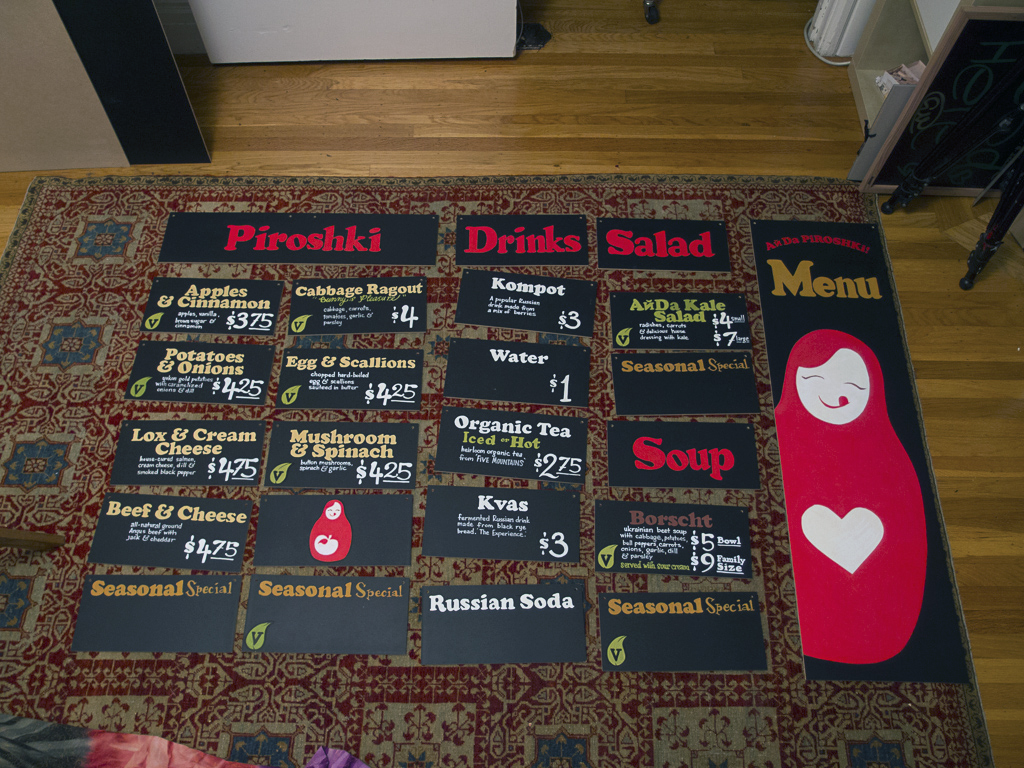 Piroshki
Apples
& Cinnamon
apples, vanilla,
brown sugar &
cinnamon
$3.75
Cabbage Ragout
Bunny's Pleasure
cabbage, carrots,
tomatoes, garlic &
parsley
$4
Potatoes
& Onions
yukon gold potatoes
with caramelized
onions & dill
$4.25
Egg & Scallions
chopped hard-boiled
egg & scallions
sauteed in butter
$4.25
Lox & Cream
Cheese
house-cured salmon,
cream cheese, dill &
smoked black pepper
$4.75
Mushroom
& Spinach
button mushrooms,
spinach & garlic
$4.25
Beef & Cheese
all-natural ground
Angus beef with
jack & cheddar
$4.75
Seasonal Special
Seasonal Special
Drinks
Kompot
A popular Russian
drink made from
a mix of berries
$3
Water
$1
Organic Tea
Iced or Hot
heirloom organic tea
from 'FIVE MOUNTAINS'
$2.75
Kvas
fermented Russian drink
made from black rye
bread. The Experience.
$3
Russian Soda
Salad
AйDa Kale
Salad
radishes, carrots
& delicious house
dressing with kale.
$4 small
$7 large
Seasonal Special
Soup
Borscht
ukrainian beet soup
with cabbage, potatoes,
bell peppers, carrots,
onions, garlic, dill
& parsley
served with sour cream
$5 Bowl
$9 Family
Size
Seasonal Special
AйDa PiROSHKi!
Menu